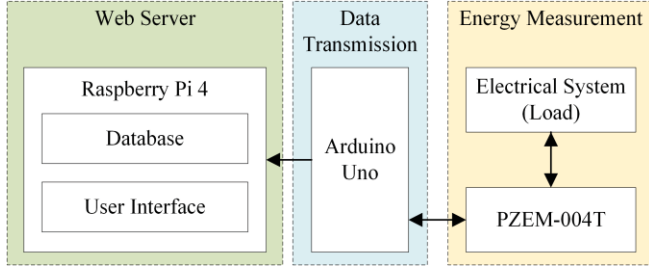 Web Server
Raspberry Pi 4
Database
User Interface
Data
Transmission
Arduino
Uno
Energy Measurement
Electrical System
(Load)
PZEM-004T